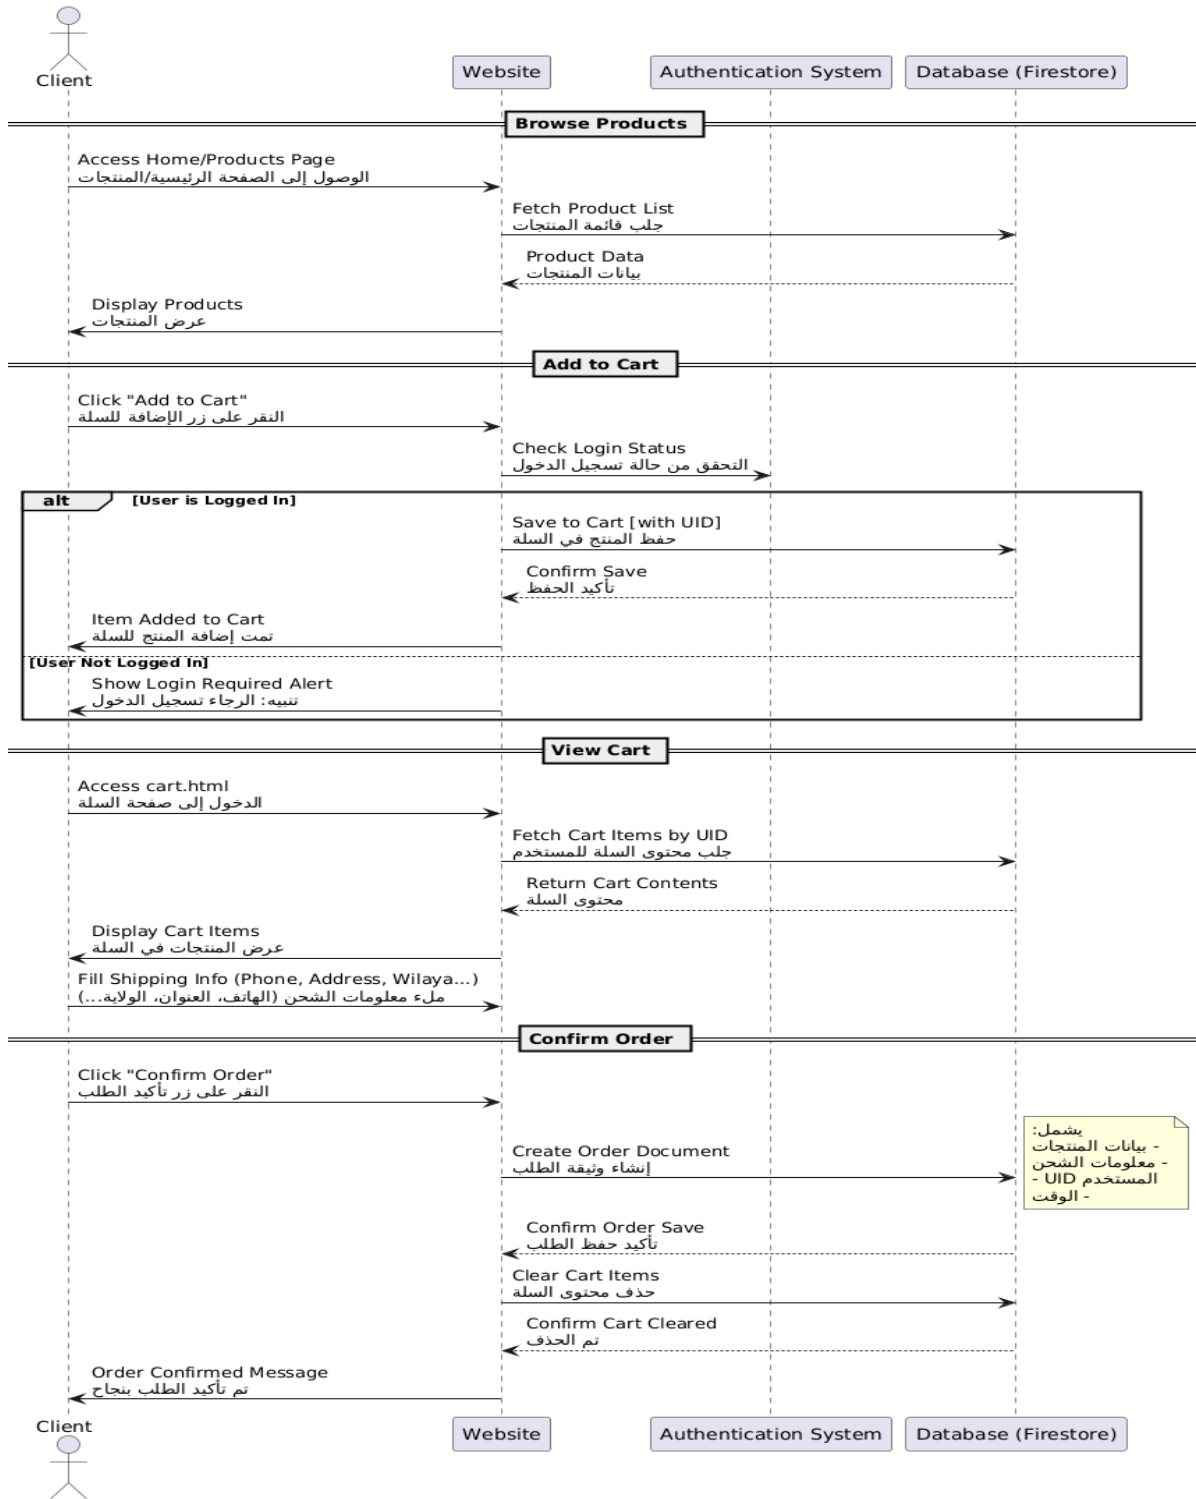 Client
Website
Authentication System
Database (Firestore)
Browse Products
Access Home/Products Page
الوصول إلى الصفحة الرئيسية/المنتجات
Fetch Product List
جلب قائمة المنتجات
Product Data
بيانات المنتجات
Display Products
عرض المنتجات
Add to Cart
Click "Add to Cart"
النقر على زر الإضافة للسلة
Check Login Status
التحقق من حالة تسجيل الدخول
alt
[User is Logged In]
Save to Cart [with UID]
حفظ المنتج في السلة
Confirm Save
تأكيد الحفظ
Item Added to Cart
تمت إضافة المنتج للسلة
[User Not Logged In]
Show Login Required Alert
تنبيه: الرجاء تسجيل الدخول
View Cart
Access cart.html
الدخول إلى صفحة السلة
Fetch Cart Items by UID
جلب محتوى السلة للمستخدم
Return Cart Contents
محتوى السلة
Display Cart Items
عرض المنتجات في السلة
Fill Shipping Info (Phone, Address, Wilaya...)
ملء معلومات الشحن (الهاتف، العنوان، الولاية...)
Confirm Order
Click "Confirm Order"
النقر على زر تأكيد الطلب
يشمل:
- بيانات المنتجات
- معلومات الشحن
- UID المستخدم
- الوقت
Create Order Document
إنشاء وثيقة الطلب
Confirm Order Save
تأكيد حفظ الطلب
Clear Cart Items
حذف محتوى السلة
Confirm Cart Cleared
تم الحذف
Order Confirmed Message
تم تأكيد الطلب بنجاح
Client
Website
Authentication System
Database (Firestore)